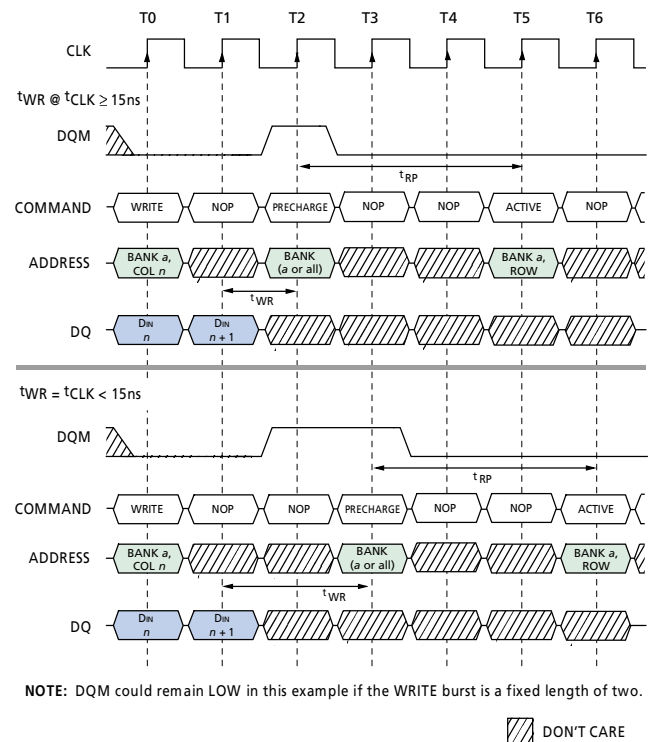 T0 T1 T2 T3 T4 T5 T6
CLK
tWR @ tCLK ≥ 15ns
DQM
tRP
COMMAND WRITE NOP PRECHARGE NOP NOP ACTIVE NOP
ADDRESS BANK a, COL n BANK (a or all) BANK a, ROW
tWR
DQ DIN n DIN n + 1
tWR = tCLK < 15ns
DQM
tRP
COMMAND WRITE NOP NOP PRECHARGE NOP NOP ACTIVE
ADDRESS BANK a, COL n BANK (a or all) BANK a, ROW
tWR
DQ DIN n DIN n + 1
NOTE: DQM could remain LOW in this example if the WRITE burst is a fixed length of two.
DON'T CARE